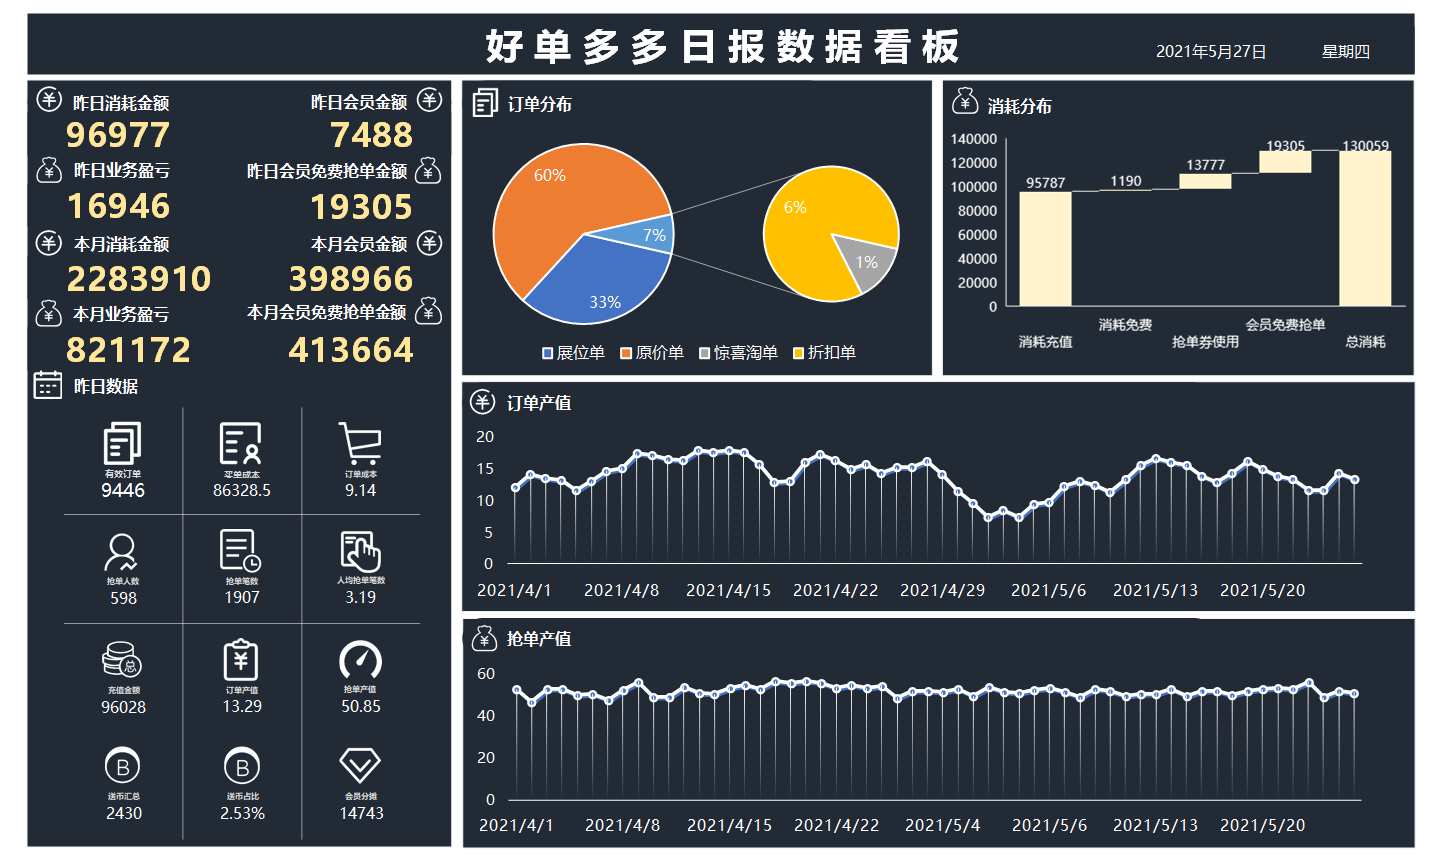 好单多多日报数据看板
2021年5月27日 星期四
昨日消耗金额 昨日会员金额
96977 7488
昨日业务盈亏 昨日会员免费抢单金额
16946 19305
本月消耗金额 本月会员金额
2283910 398966
本月业务盈亏 本月会员免费抢单金额
821172 413664
昨日数据
有效订单 买单成本 订单成本
9446 86328.5 9.14
抢单人数 抢单笔数 人均抢单笔数
598 1907 3.19
充值金额 订单产值 抢单产值
96028 13.29 50.85
送币汇总 送币占比 会员分摊
2430 2.53% 14743
订单分布
60%
7%
33%
6%
1%
展位单 原价单 惊喜淘单 折扣单
消耗分布
140000
120000
100000
80000
60000
40000
20000
0
95787 1190 13777 19305 130059
消耗充值 消耗免费 抢单券使用 会员免费抢单 总消耗
订单产值
20
15
10
5
0
2021/4/1 2021/4/8 2021/4/15 2021/4/22 2021/4/29 2021/5/6 2021/5/13 2021/5/20
抢单产值
60
40
20
0
2021/4/1 2021/4/8 2021/4/15 2021/4/22 2021/5/4 2021/5/6 2021/5/13 2021/5/20